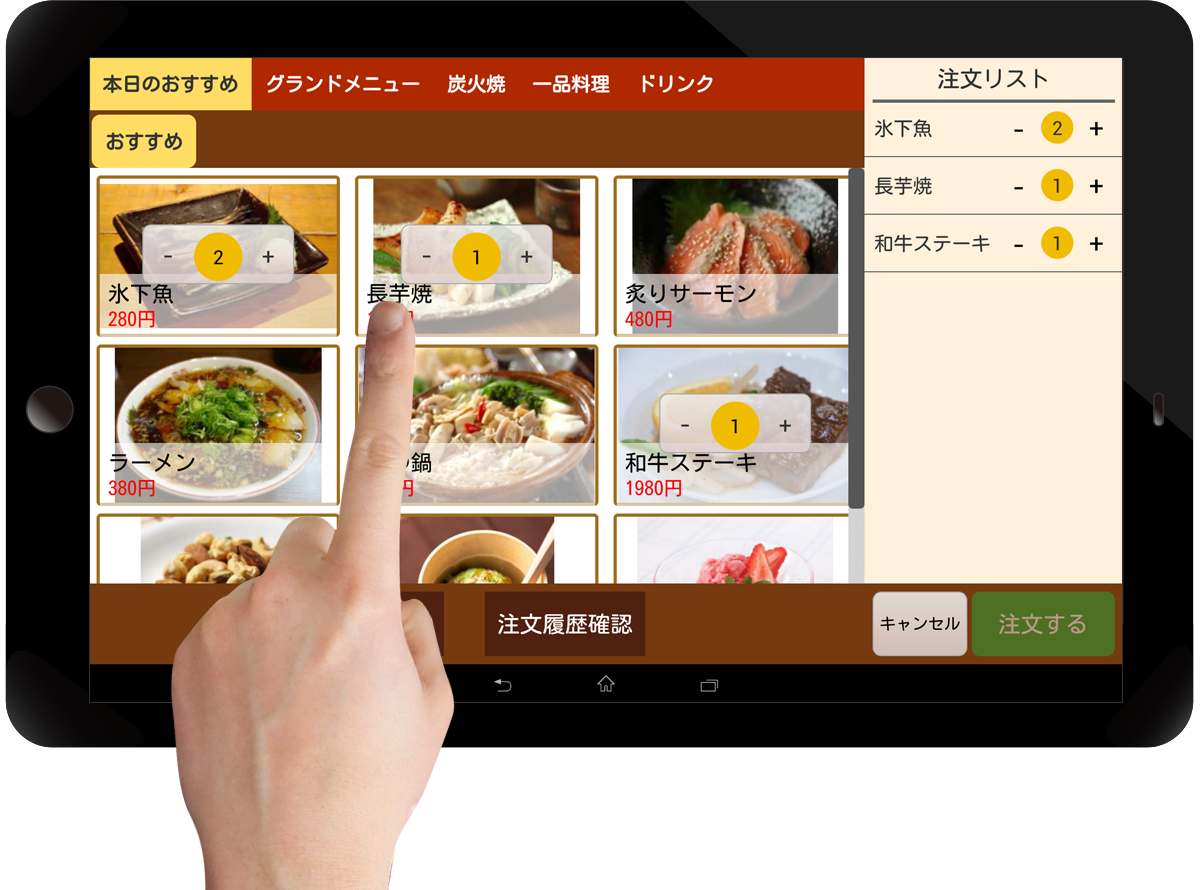 本日のおすすめ グランドメニュー 炭火焼 一品料理 ドリンク
おすすめ
- 2 +
氷下魚
280円
- 1 +
長芋焼
炙りサーモン
480円
ラーメン
380円
鍋
円
- 1 +
和牛ステーキ
1980円
注文リスト
氷下魚 - 2 +
長芋焼 - 1 +
和牛ステーキ - 1 +
注文履歴確認
キャンセル
注文する